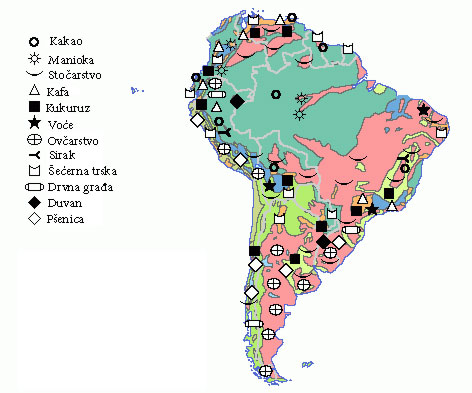 Kakao
Manioka
Stočarstvo
Kafa
Kukuruz
Voće
Ovčarstvo
Sirak
Šećerna trska
Drvna građa
Duvan
Pšenica